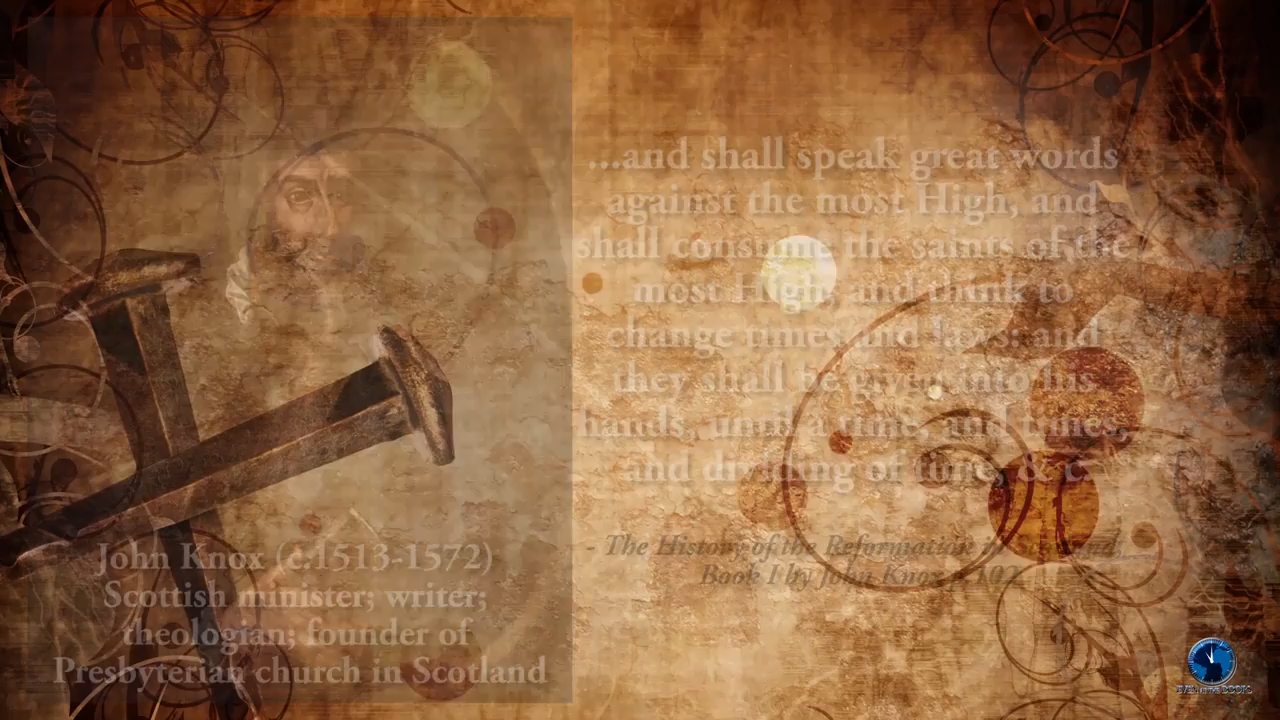 John Knox (c.1513-1572)
Scottish minister; writer;
theologian; founder of
Presbyterian church in Scotland
...and shall speak great words
against the most High, and
shall consume the saints of the
most High, and think to
change times and laws: and
they shall be given into his
hands, until a time, and times,
and dividing of times & c.
- The History of the Reformation in Scotland,
Book I by John Knox p.102